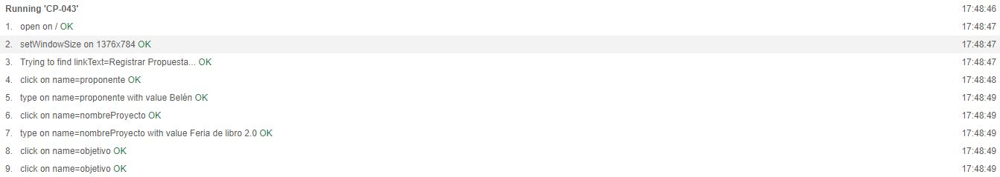 Running 'CP-043' 17:48:46
1. open on / OK 17:48:47
2. setWindowSize on 1376x784 OK 17:48:47
3. Trying to find linkText=Registrar Propuesta... OK 17:48:47
4. click on name=proponente OK 17:48:48
5. type on name=proponente with value Belén OK 17:48:49
6. click on name=nombreProyecto OK 17:48:49
7. type on name=nombreProyecto with value Feria de libro 2.0 OK 17:48:49
8. click on name=objetivo OK 17:48:49
9. click on name=objetivo OK 17:48:49